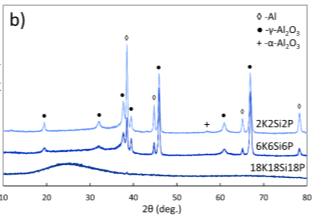 b)
◊ -Al
● -γ-Al₂O₃
+ -α-Al₂O₃
+
2K2Si2P
6K6Si6P
18K18Si18P
10 20 30 40 50 60 70 80
2θ (deg.)